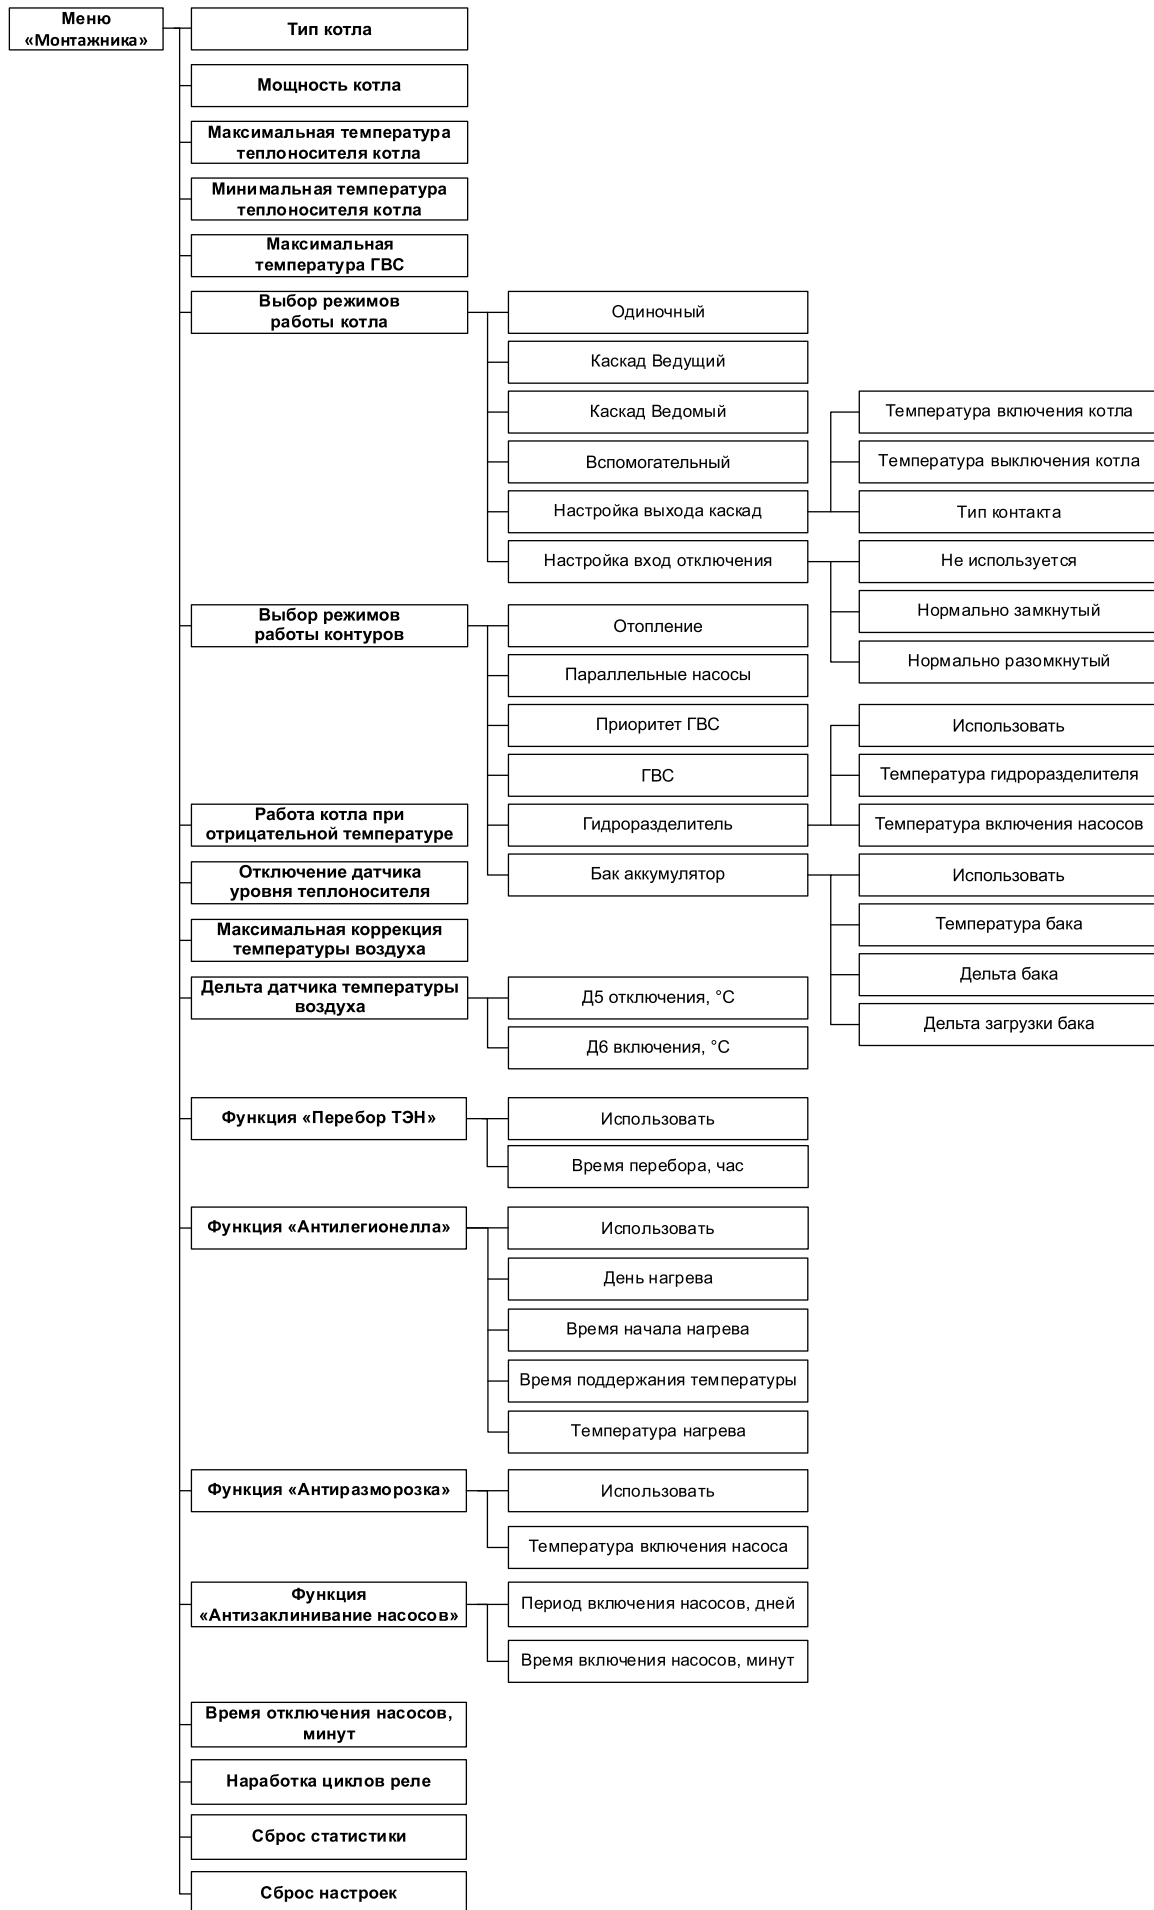 Меню
«Монтажника»
Тип котла
Мощность котла
Максимальная температура
теплоносителя котла
Минимальная температура
теплоносителя котла
Максимальная
температура ГВС
Выбор режимов
работы котла
Одиночный
Каскад Ведущий
Каскад Ведомый
Вспомогательный
Настройка выхода каскад
Температура включения котла
Температура выключения котла
Тип контакта
Настройка вход отключения
Не используется
Нормально замкнутый
Нормально разомкнутый
Выбор режимов
работы контуров
Отопление
Параллельные насосы
Приоритет ГВС
ГВС
Гидроразделитель
Использовать
Температура гидроразделителя
Температура включения насосов
Бак аккумулятор
Использовать
Температура бака
Дельта бака
Дельта загрузки бака
Работа котла при
отрицательной температуре
Отключение датчика
уровня теплоносителя
Максимальная коррекция
температуры воздуха
Дельта датчика температуры
воздуха
Д5 отключения, °С
Д6 включения, °С
Функция «Перебор ТЭН»
Использовать
Время перебора, час
Функция «Антилегионелла»
Использовать
День нагрева
Время начала нагрева
Время поддержания температуры
Температура нагрева
Функция «Антиразморозка»
Использовать
Температура включения насоса
Функция
«Антизаклинивание насосов»
Период включения насосов, дней
Время включения насосов, минут
Время отключения насосов,
минут
Наработка циклов реле
Сброс статистики
Сброс настроек